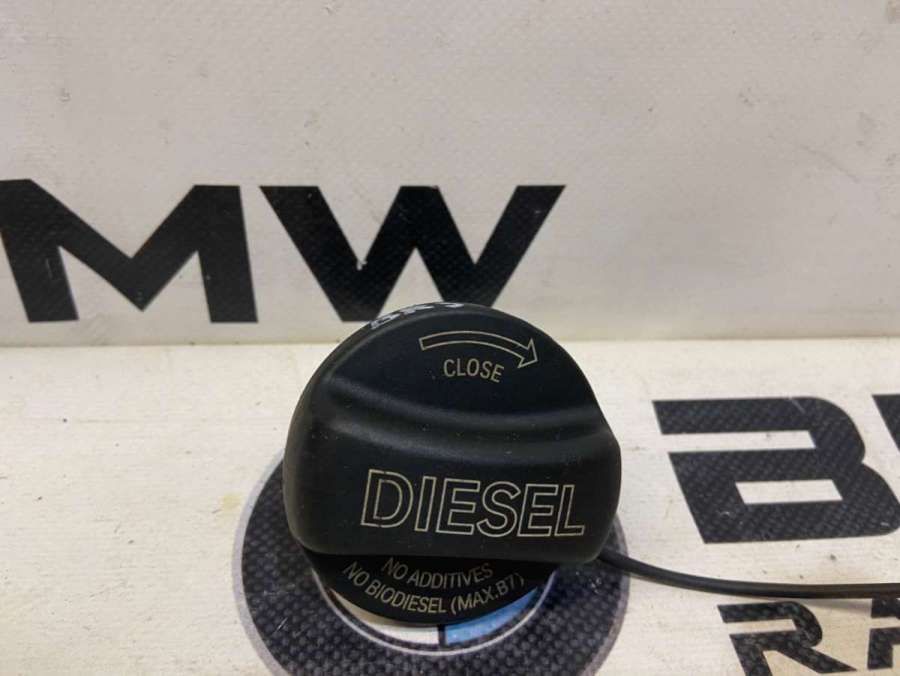 MW
CLOSE
DIESEL
NO ADDITIVES
NO BIODIESEL (MAX.B7)